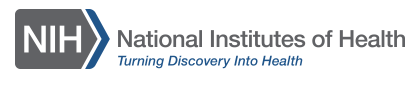 NIH
National Institutes of Health
Turning Discovery Into Health